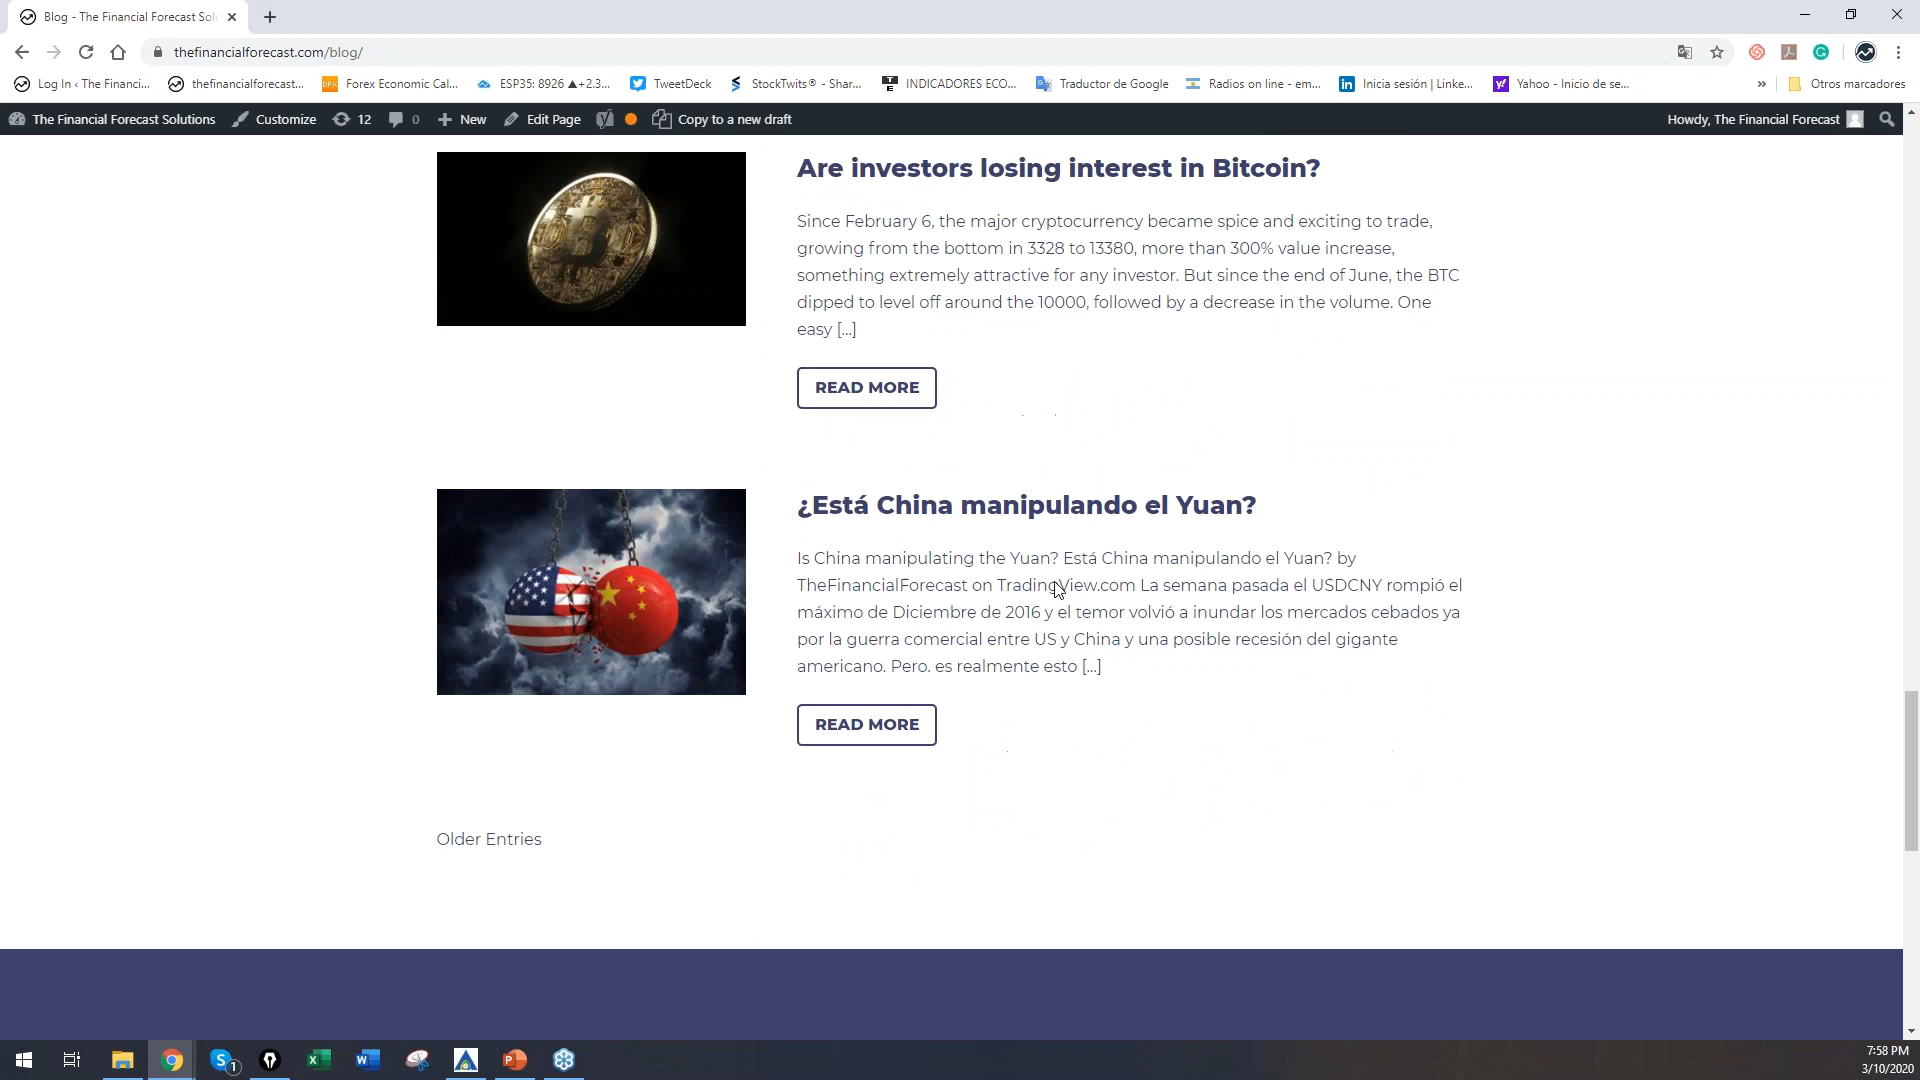 Blog - The Financial Forecast Sol
thefinancialforecast.com/blog/
Log In ‹ The Financi...
thefinancialforecast...
DFX
Forex Economic Cal...
ESP35: 8926 ▲+2.3...
TweetDeck
StockTwits® - Shar...
INDICADORES ECO...
Traductor de Google
Radios on line - em...
Inicia sesión | Linke...
Yahoo - Inicio de se...
»
Otros marcadores
The Financial Forecast Solutions
Customize
12
0
New
Edit Page
Copy to a new draft
Howdy, The Financial Forecast
Are investors losing interest in Bitcoin?
Since February 6, the major cryptocurrency became spice and exciting to trade,
growing from the bottom in 3328 to 13380, more than 300% value increase,
something extremely attractive for any investor. But since the end of June, the BTC
dipped to level off around the 10000, followed by a decrease in the volume. One
easy [...]
READ MORE
¿Está China manipulando el Yuan?
Is China manipulating the Yuan? Está China manipulando el Yuan? by
TheFinancialForecast on TradingView.com La semana pasada el USDCNY rompió el
máximo de Diciembre de 2016 y el temor volvió a inundar los mercados cebados ya
por la guerra comercial entre US y China y una posible recesión del gigante
americano. Pero. es realmente esto [...]
READ MORE
Older Entries
7:58 PM
3/10/2020